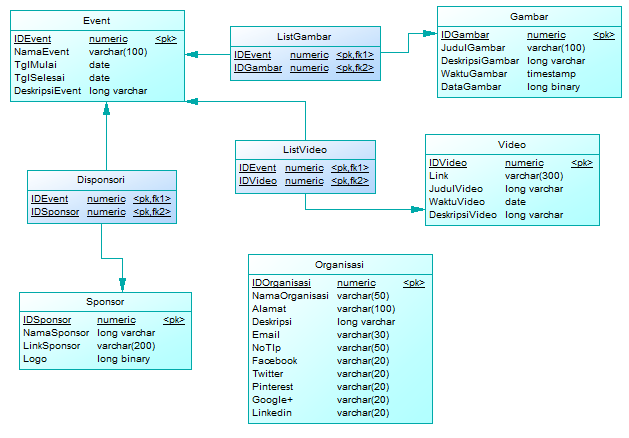 Event
IDEvent numeric <pk>
NamaEvent varchar(100)
TglMulai date
TglSelesai date
DeskripsiEvent long varchar
ListGambar
IDEvent numeric <pk,fk1>
IDGambar numeric <pk,fk2>
Gambar
IDGambar numeric <pk>
JudulGambar varchar(100)
DeskripsiGambar long varchar
WaktuGambar timestamp
DataGambar long binary
ListVideo
IDEvent numeric <pk,fk1>
IDVideo numeric <pk,fk2>
Video
IDVideo numeric <pk>
Link varchar(300)
JudulVideo long varchar
WaktuVideo date
DeskripsiVideo long varchar
Disponsori
IDEvent numeric <pk,fk1>
IDSponsor numeric <pk,fk2>
Sponsor
IDSponsor numeric <pk>
NamaSponsor long varchar
LinkSponsor varchar(200)
Logo long binary
Organisasi
IDOrganisasi numeric <pk>
NamaOrganisasi varchar(50)
Alamat varchar(100)
Deskripsi long varchar
Email varchar(30)
NoTlp varchar(50)
Facebook varchar(20)
Twitter varchar(20)
Pinterest varchar(20)
Google+ varchar(20)
Linkedin varchar(20)